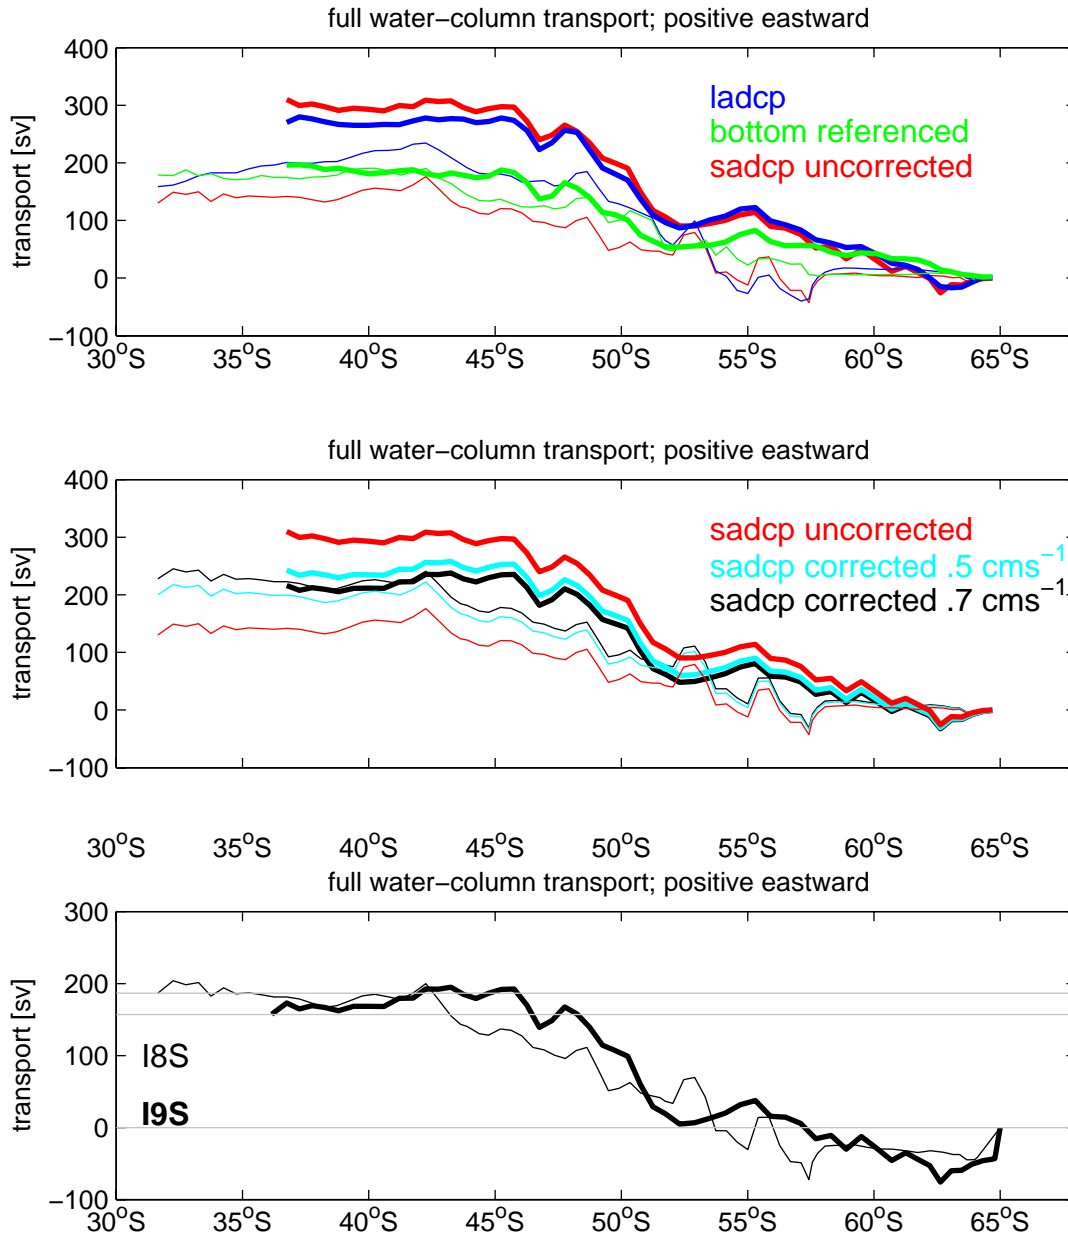 full water−column transport; positive eastward
400
300
200
100
0
−100
transport [sv]
ladcp
bottom referenced
sadcp uncorrected
30°S 35°S 40°S 45°S 50°S 55°S 60°S 65°S
full water−column transport; positive eastward
400
300
200
100
0
−100
transport [sv]
sadcp uncorrected
sadcp corrected .5 cms⁻¹
sadcp corrected .7 cms⁻¹
30°S 35°S 40°S 45°S 50°S 55°S 60°S 65°S
full water−column transport; positive eastward
300
200
100
0
−100
transport [sv]
I8S
I9S
30°S 35°S 40°S 45°S 50°S 55°S 60°S 65°S